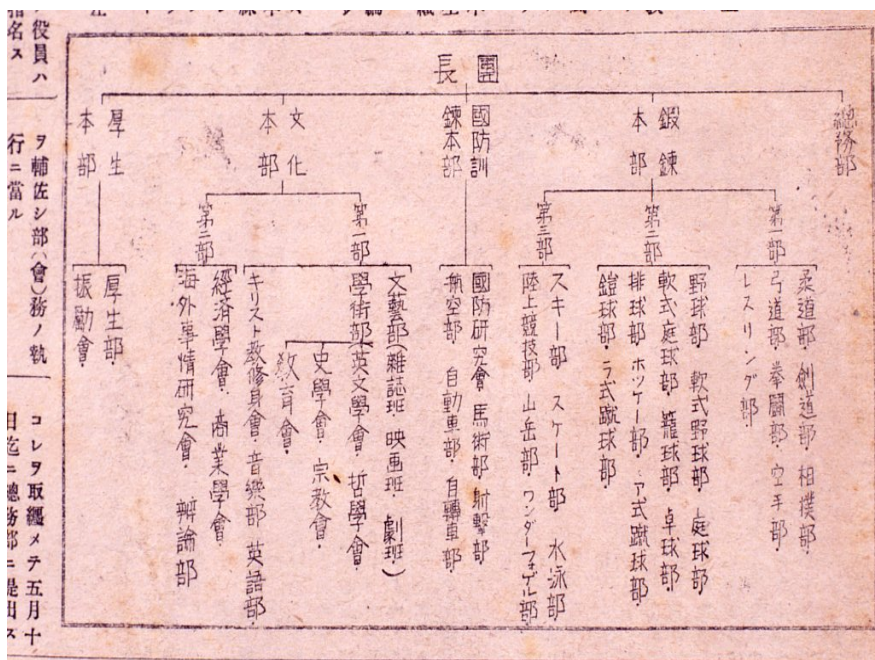 團長
總務部
鍛鍊本部
第一部
柔道部・劍道部・相撲部・
弓道部・拳鬪部・空手部・
レスリング部・
第二部
野球部・軟式野球部・庭球部・
軟式庭球部・籠球部・卓球部・
排球部・ホッケー部・ア式蹴球部・
鎧球部・ラ式蹴球部・
第三部
スキー部 スケート部 水泳部・
陸上競技部・山岳部・ワンダーフォゲル部・
國防訓鍊本部
國防研究會・馬術部・射擊部・
航空部・自動車部・自轉車部・
文化本部
第一部
文藝部(雜誌班・映画班・劇班・)
學術部(英文學會・哲學會・
史學會・宗教會・
教育會・
キリスト教修身會・音樂部 英語部
第二部
經済學會・商業學會・
海外事情研究會・辨論部
厚生本部
厚生部・
振勵會・
役員ハ
指名ス
ヲ輔佐シ部(會)務ノ執
行ニ當ル
コレヲ取纒メテ五月十
日迄ニ總務部ニ提出ス